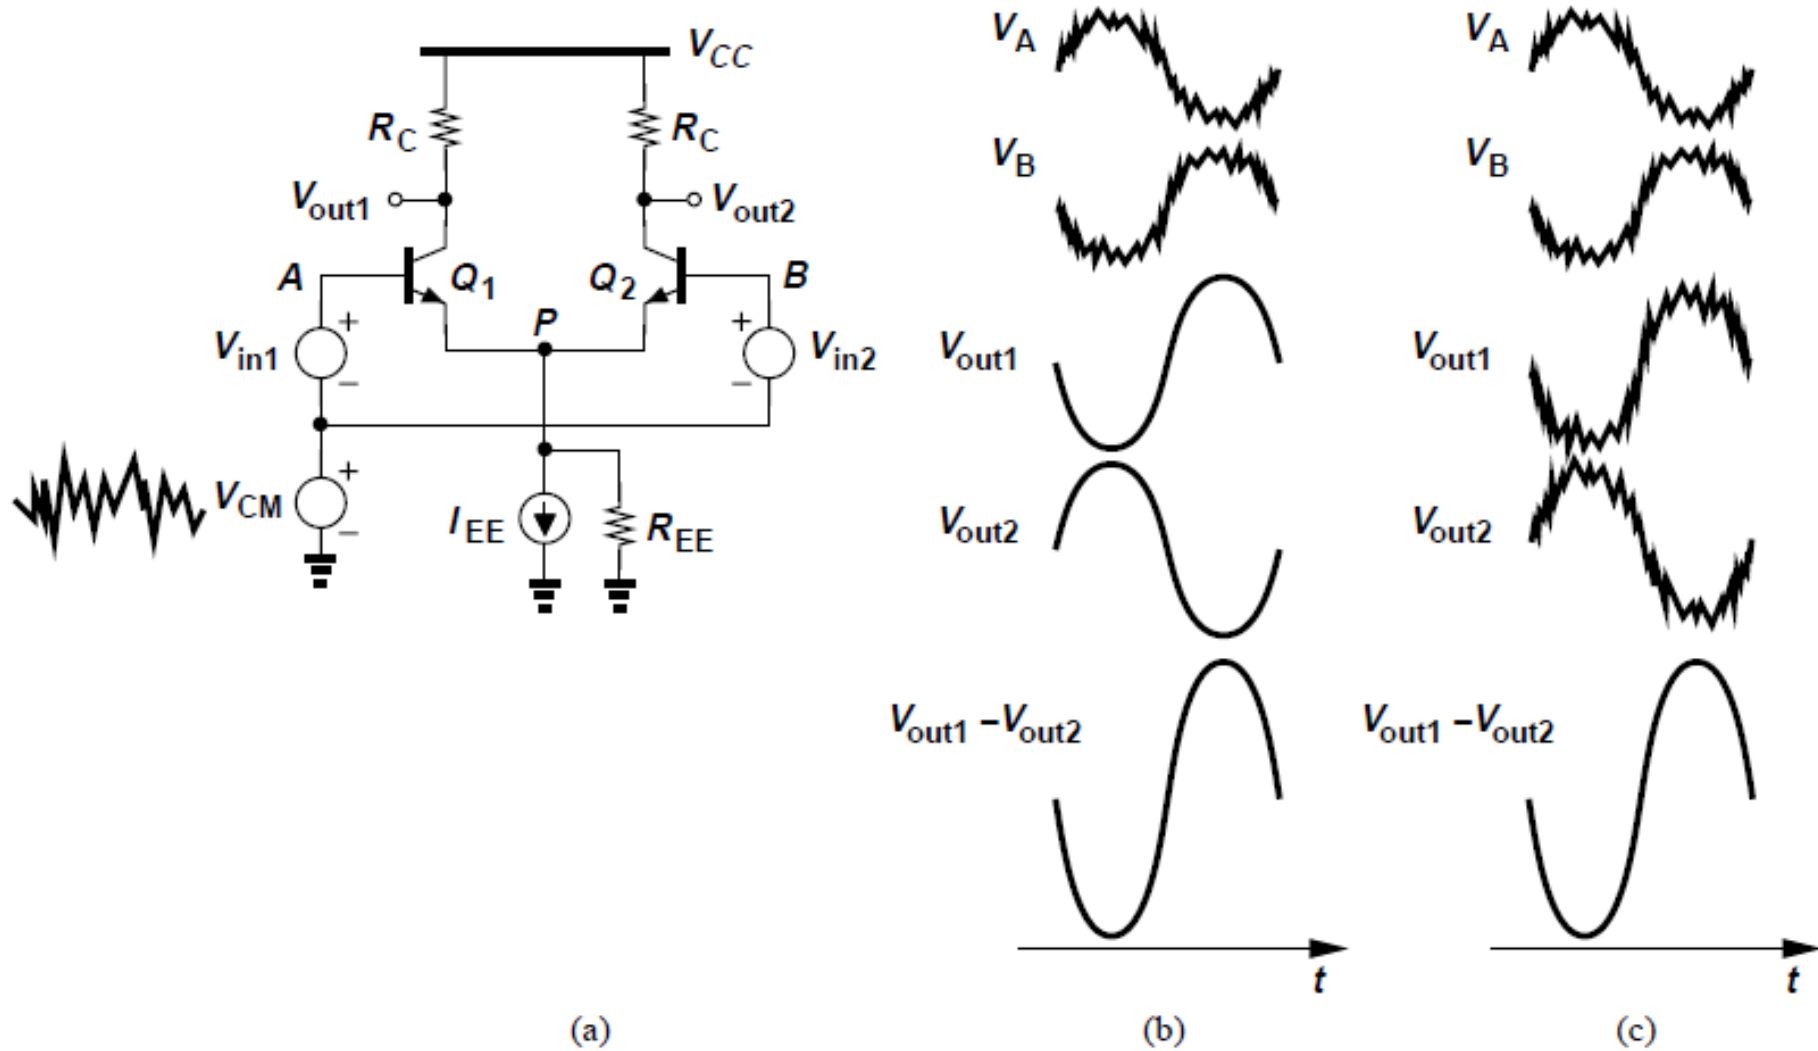 V_CC
R_C
R_C
V_out1
V_out2
A
Q_1
Q_2
B
P
+
+
V_in1
V_in2
−
−
+
V_CM
−
I_EE
R_EE
(a)
V_A
V_B
V_out1
V_out2
V_out1 − V_out2
t
(b)
V_A
V_B
V_out1
V_out2
V_out1 − V_out2
t
(c)